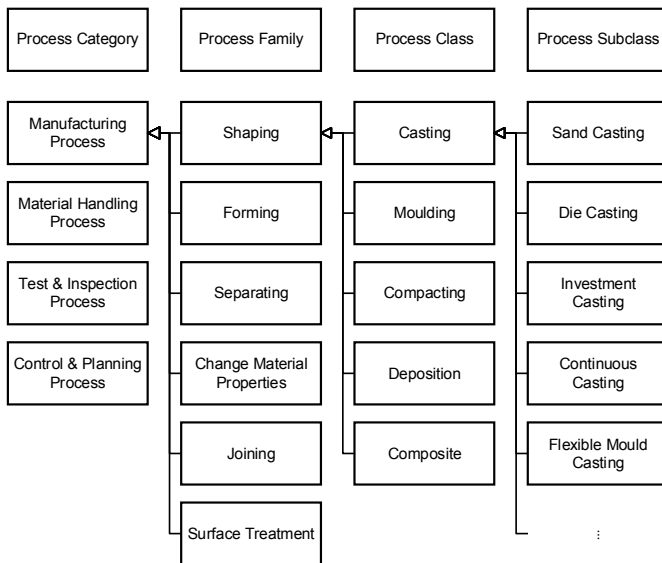 Process Category
Process Family
Process Class
Process Subclass
Manufacturing
Process
Shaping
Casting
Sand Casting
Material Handling
Process
Forming
Moulding
Die Casting
Test & Inspection
Process
Separating
Compacting
Investment
Casting
Control & Planning
Process
Change Material
Properties
Deposition
Continuous
Casting
Joining
Composite
Flexible Mould
Casting
Surface Treatment
⋮